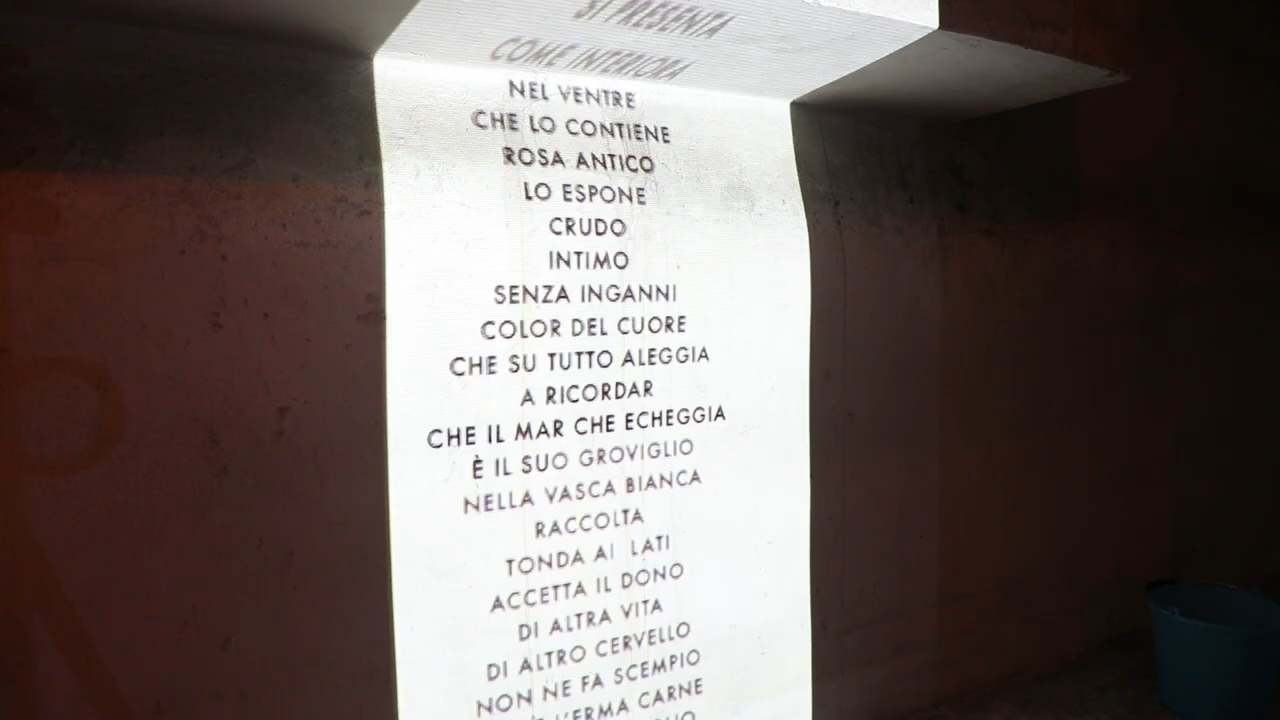 SI PRESENTA
COME INTERIORA
NEL VENTRE
CHE LO CONTIENE
ROSA ANTICO
LO ESPONE
CRUDO
INTIMO
SENZA INGANNI
COLOR DEL CUORE
CHE SU TUTTO ALEGGIA
A RICORDAR
CHE IL MAR CHE ECHEGGIA
È IL SUO GROVIGLIO
NELLA VASCA BIANCA
RACCOLTA
TONDA AI LATI
ACCETTA IL DONO
DI ALTRA VITA
DI ALTRO CERVELLO
NON NE FA SCEMPIO
L'ERMA CARNE